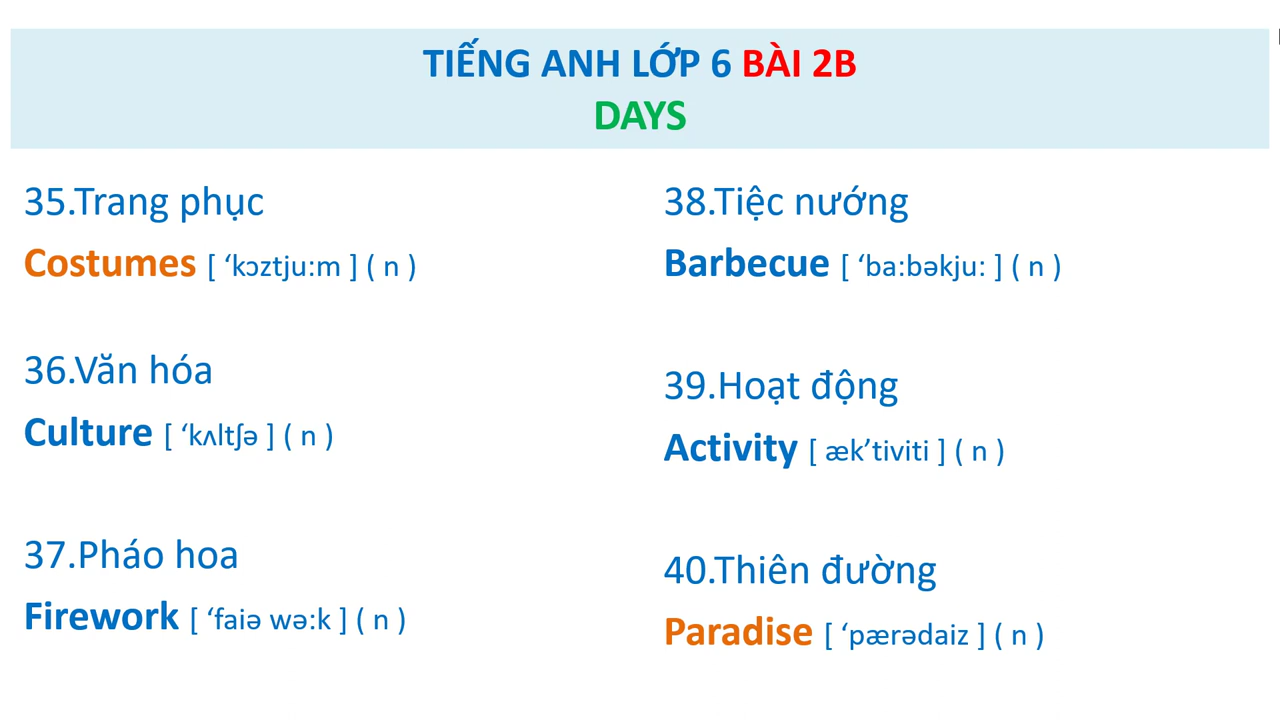 TIẾNG ANH LỚP 6 BÀI 2B
DAYS
35.Trang phục
Costumes [ ‘kɔztju:m ] ( n )
36.Văn hóa
Culture [ ‘kʌltʃə ] ( n )
37.Pháo hoa
Firework [ ‘faiə wə:k ] ( n )
38.Tiệc nướng
Barbecue [ ‘ba:bəkju: ] ( n )
39.Hoạt động
Activity [ æk’tiviti ] ( n )
40.Thiên đường
Paradise [ ‘pærədaiz ] ( n )